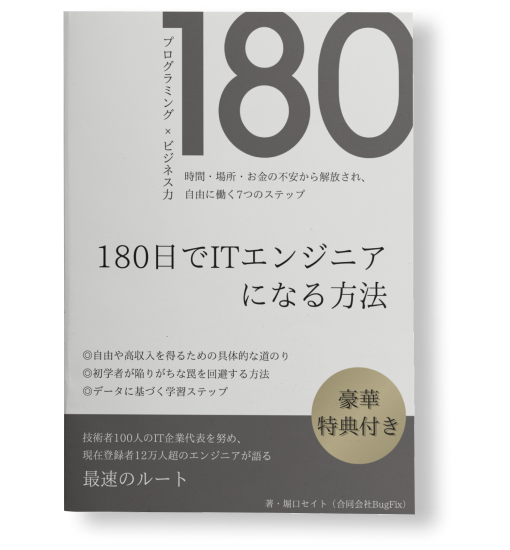 180
プログラミング × ビジネス力
時間・場所・お金の不安から解放され、
自由に働く7つのステップ
180日でITエンジニア
になる方法
◎自由や高収入を得るための具体的な道のり
◎初学者が陥りがちな罠を回避する方法
◎データに基づく学習ステップ
豪華
特典付き
技術者100人のIT企業代表を努め、
現在登録者12万人超のエンジニアが語る
最速のルート
著・堀口セイト（合同会社BugFix）